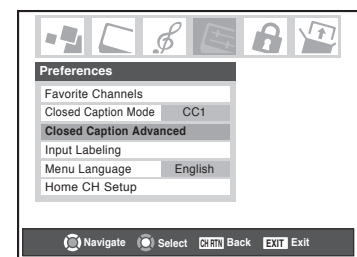 Preferences
Favorite Channels
Closed Caption Mode CC1
Closed Caption Advanced
Input Labeling
Menu Language English
Home CH Setup
Navigate Select CH RTN Back EXIT Exit